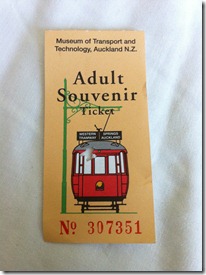 Museum of Transport and
Technology, Auckland N.Z.
Adult
Souvenir
Ticket
WESTERN SPRINGS
TRAMWAY AUCKLAND
No 307351